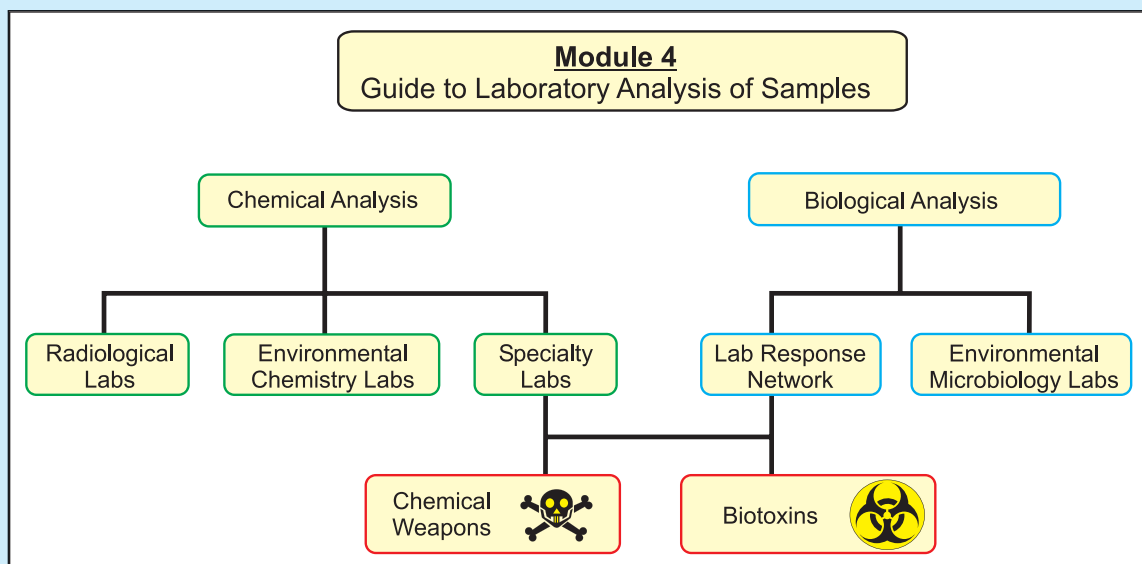 Module 4
Guide to Laboratory Analysis of Samples
Chemical Analysis
Biological Analysis
Radiological
Labs
Environmental
Chemistry Labs
Specialty
Labs
Lab Response
Network
Environmental
Microbiology Labs
Chemical
Weapons
Biotoxins